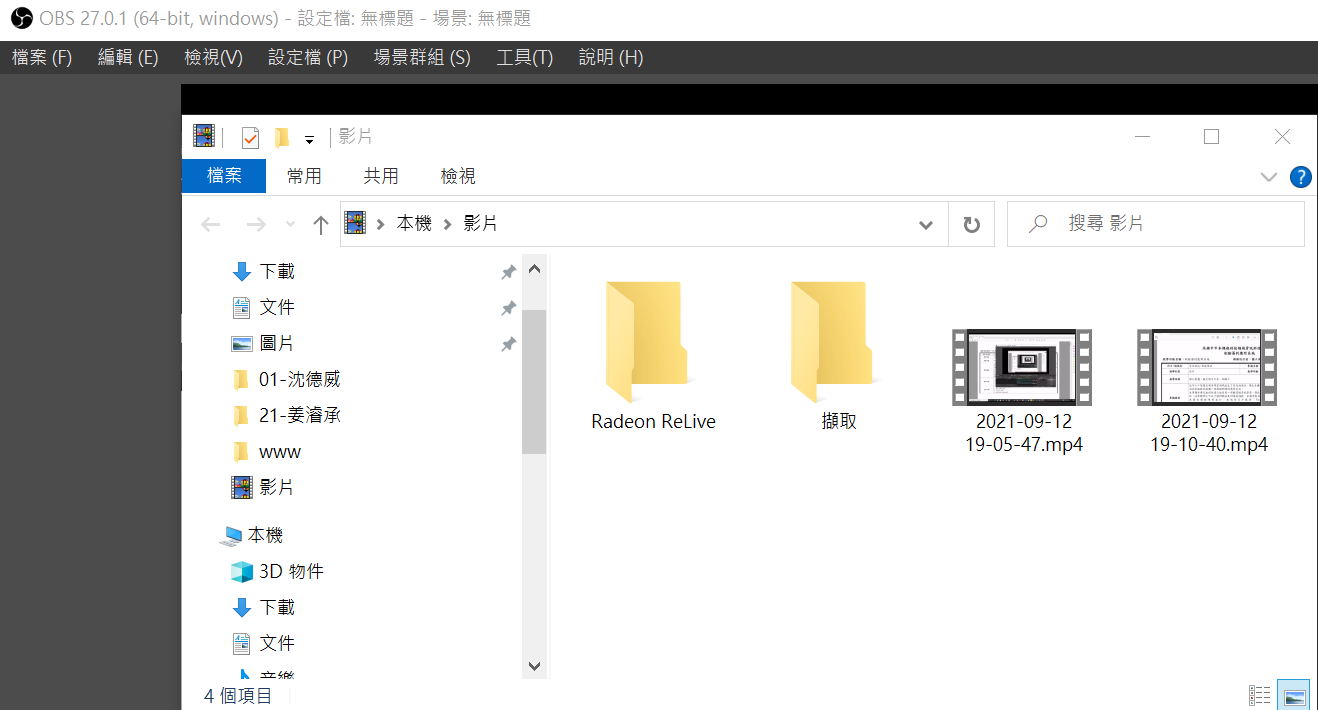 OBS 27.0.1 (64-bit, windows) - 設定檔: 無標題 - 場景: 無標題
檔案 (F) 編輯 (E) 檢視(V) 設定檔 (P) 場景群組 (S) 工具(T) 說明 (H)
影片
檔案 常用 共用 檢視
本機 影片 搜尋 影片
下載
文件
圖片
01-沈德威
21-姜濬承
www
影片
本機
3D 物件
下載
文件
音樂
Radeon ReLive
擷取
2021-09-12
19-05-47.mp4
2021-09-12
19-10-40.mp4
4 個項目